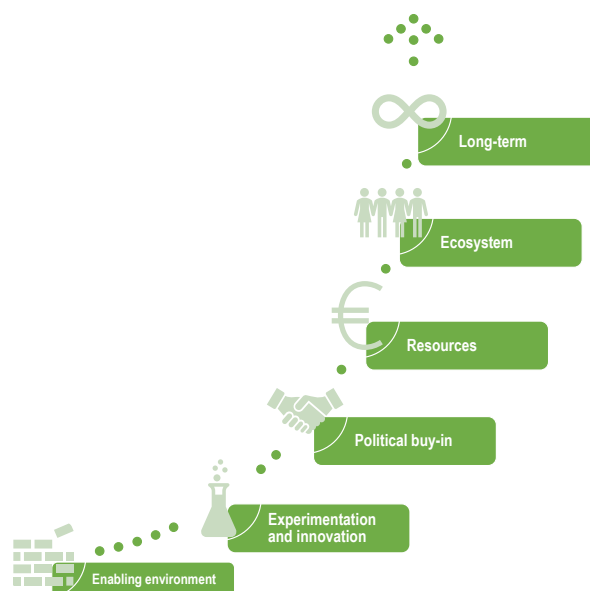 Long-term
Ecosystem
Resources
Political buy-in
Experimentation
and innovation
Enabling environment